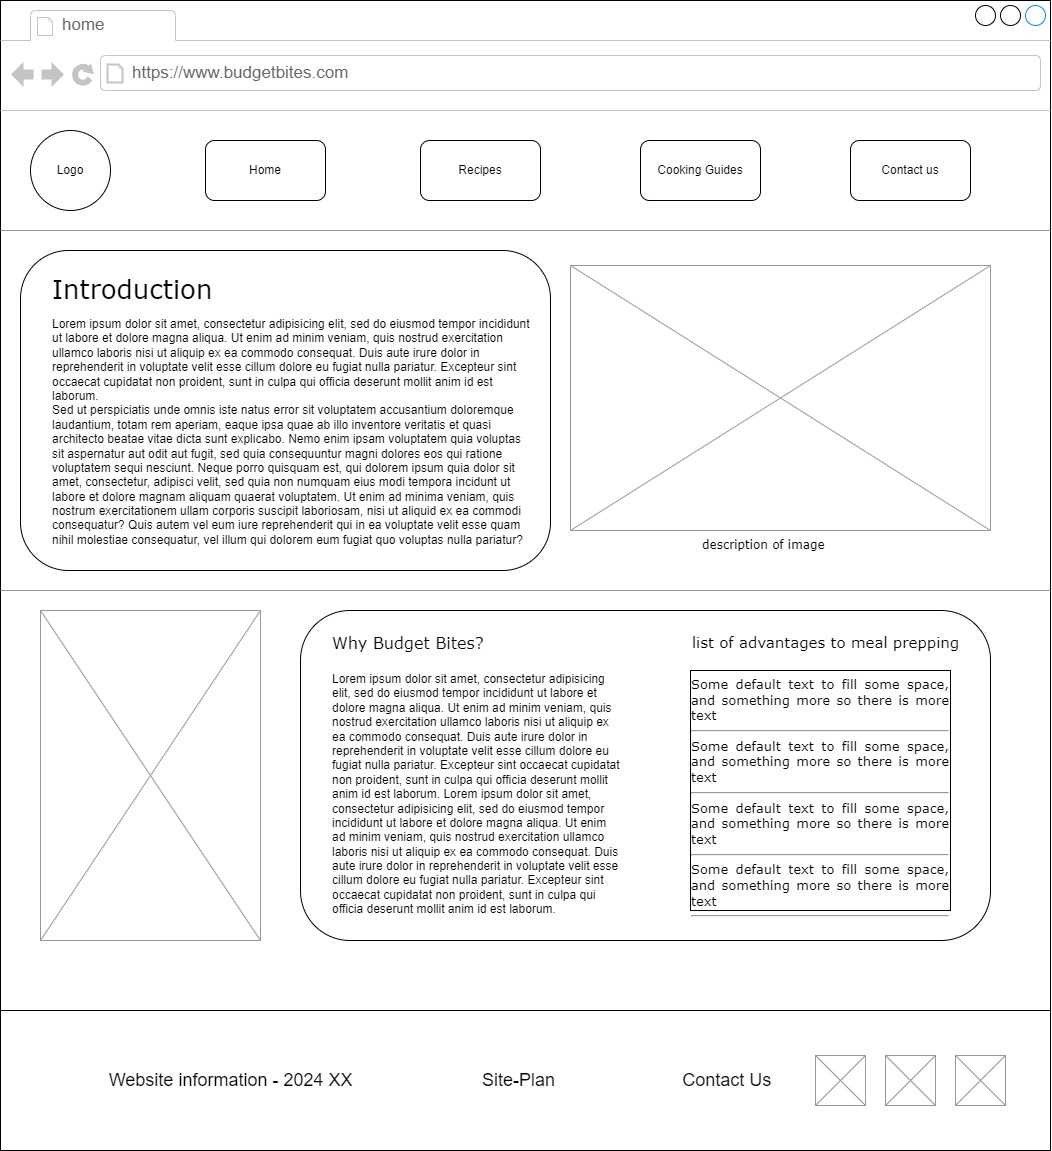 home
https://www.budgetbites.com
Logo
Home
Recipes
Cooking Guides
Contact us
Introduction
Lorem ipsum dolor sit amet, consectetur adipisicing elit, sed do eiusmod tempor incididunt
ut labore et dolore magna aliqua. Ut enim ad minim veniam, quis nostrud exercitation
ullamco laboris nisi ut aliquip ex ea commodo consequat. Duis aute irure dolor in
reprehenderit in voluptate velit esse cillum dolore eu fugiat nulla pariatur. Excepteur sint
occaecat cupidatat non proident, sunt in culpa qui officia deserunt mollit anim id est
laborum.
Sed ut perspiciatis unde omnis iste natus error sit voluptatem accusantium doloremque
laudantium, totam rem aperiam, eaque ipsa quae ab illo inventore veritatis et quasi
architecto beatae vitae dicta sunt explicabo. Nemo enim ipsam voluptatem quia voluptas
sit aspernatur aut odit aut fugit, sed quia consequuntur magni dolores eos qui ratione
voluptatem sequi nesciunt. Neque porro quisquam est, qui dolorem ipsum quia dolor sit
amet, consectetur, adipisci velit, sed quia non numquam eius modi tempora incidunt ut
labore et dolore magnam aliquam quaerat voluptatem. Ut enim ad minima veniam, quis
nostrum exercitationem ullam corporis suscipit laboriosam, nisi ut aliquid ex ea commodi
consequatur? Quis autem vel eum iure reprehenderit qui in ea voluptate velit esse quam
nihil molestiae consequatur, vel illum qui dolorem eum fugiat quo voluptas nulla pariatur?
description of image
Why Budget Bites?
Lorem ipsum dolor sit amet, consectetur adipisicing
elit, sed do eiusmod tempor incididunt ut labore et
dolore magna aliqua. Ut enim ad minim veniam, quis
nostrud exercitation ullamco laboris nisi ut aliquip ex
ea commodo consequat. Duis aute irure dolor in
reprehenderit in voluptate velit esse cillum dolore eu
fugiat nulla pariatur. Excepteur sint occaecat cupidatat
non proident, sunt in culpa qui officia deserunt mollit
anim id est laborum. Lorem ipsum dolor sit amet,
consectetur adipisicing elit, sed do eiusmod tempor
incididunt ut labore et dolore magna aliqua. Ut enim
ad minim veniam, quis nostrud exercitation ullamco
laboris nisi ut aliquip ex ea commodo consequat. Duis
aute irure dolor in reprehenderit in voluptate velit esse
cillum dolore eu fugiat nulla pariatur. Excepteur sint
occaecat cupidatat non proident, sunt in culpa qui
officia deserunt mollit anim id est laborum.
list of advantages to meal prepping
Some default text to fill some space,
and something more so there is more
text
Some default text to fill some space,
and something more so there is more
text
Some default text to fill some space,
and something more so there is more
text
Some default text to fill some space,
and something more so there is more
text
Website information - 2024 XX
Site-Plan
Contact Us